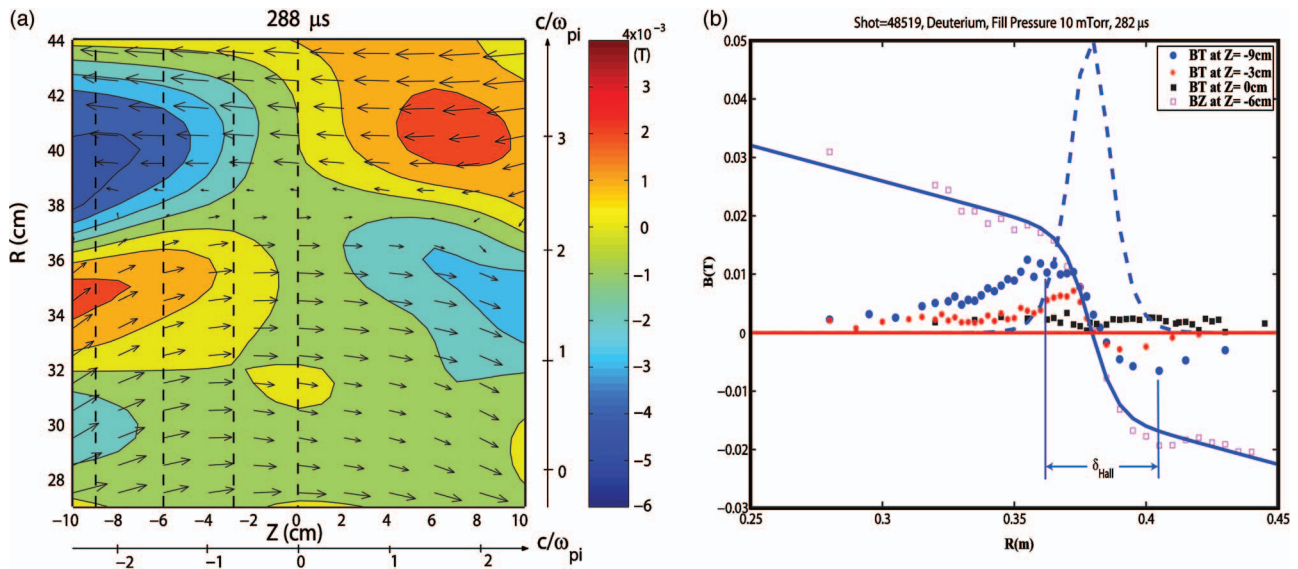 (a)
288 μs
c/ω
pi
4x10⁻³
(T)
44
42
40
38
36
34
32
30
28
R (cm)
3
2
1
0
3
2
1
0
−1
−2
−3
−4
−5
−6
−10 −8 −6 −4 −2 0 2 4 6 8 10
Z (cm)
−2 −1 0 1 2
c/ω
pi
(b)
Shot=48519, Deuterium, Fill Pressure 10 mTorr, 282 μs
BT at Z= -9cm
BT at Z= -3cm
BT at Z= 0cm
BZ at Z= -6cm
0.05
0.04
0.03
0.02
0.01
0
−0.01
−0.02
−0.03
B(T)
δHall
0.25 0.3 0.35 0.4 0.45
R(m)